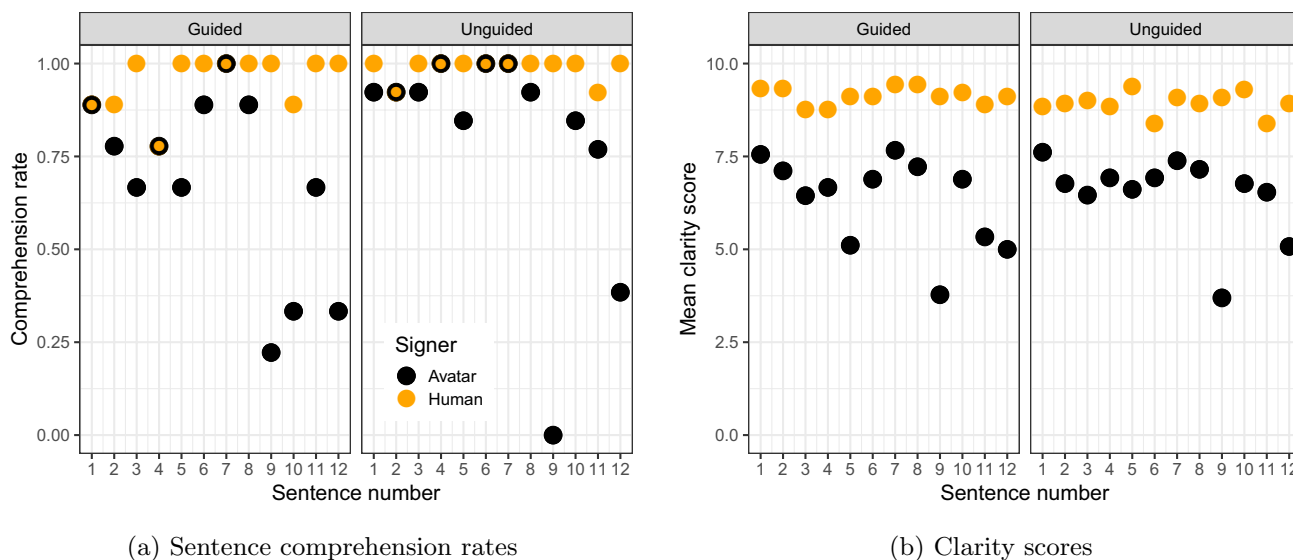 Guided
Unguided
1.00
0.75
0.50
0.25
0.00
Comprehension rate
Signer
Avatar
Human
1 2 3 4 5 6 7 8 9 10 11 12
1 2 3 4 5 6 7 8 9 10 11 12
Sentence number
(a) Sentence comprehension rates
Guided
Unguided
10.0
7.5
5.0
2.5
0.0
Mean clarity score
1 2 3 4 5 6 7 8 9 10 11 12
1 2 3 4 5 6 7 8 9 10 11 12
Sentence number
(b) Clarity scores